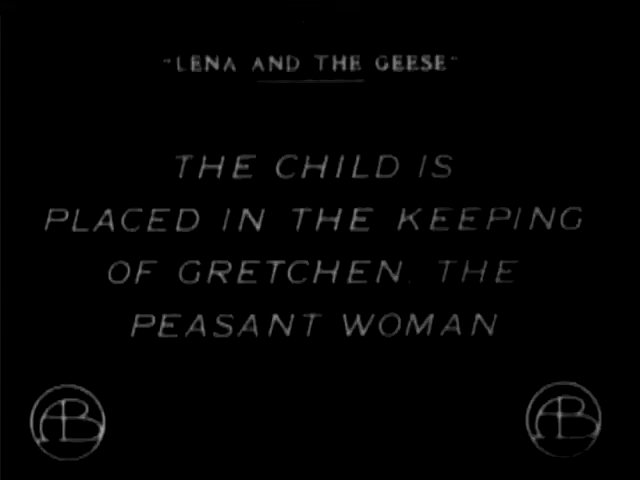 "LENA AND THE GEESE"
THE CHILD IS
PLACED IN THE KEEPING
OF GRETCHEN, THE
PEASANT WOMAN
AB AB